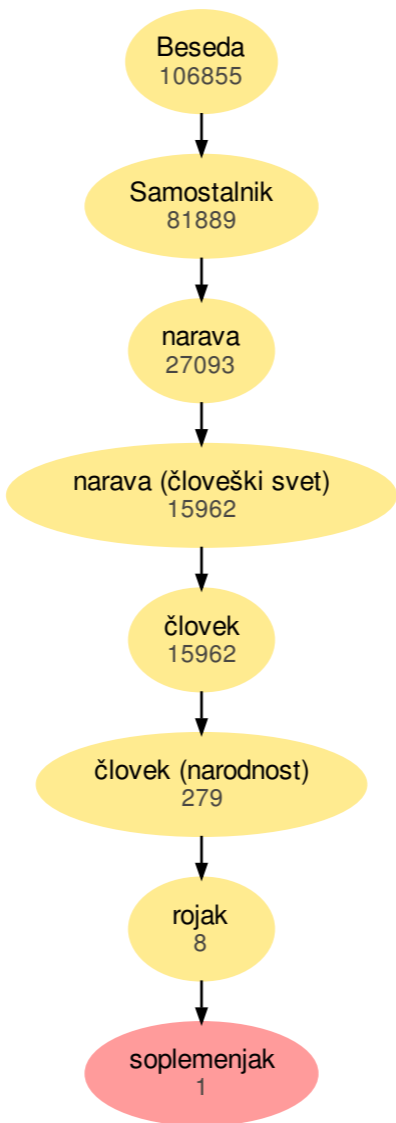 Beseda
106855
Samostalnik
81889
narava
27093
narava (človeški svet)
15962
človek
15962
človek (narodnost)
279
rojak
8
soplemenjak
1